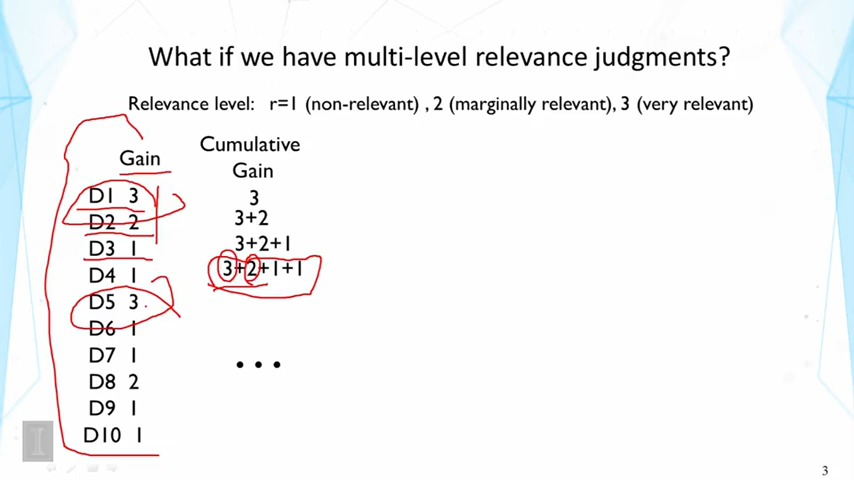 What if we have multi-level relevance judgments?
Relevance level: r=1 (non-relevant) , 2 (marginally relevant), 3 (very relevant)
Gain
D1 3
D2 2
D3 1
D4 1
D5 3
D6 1
D7 1
D8 2
D9 1
D10 1
Cumulative
Gain
3
3+2
3+2+1
3+2+1+1
• • •
3